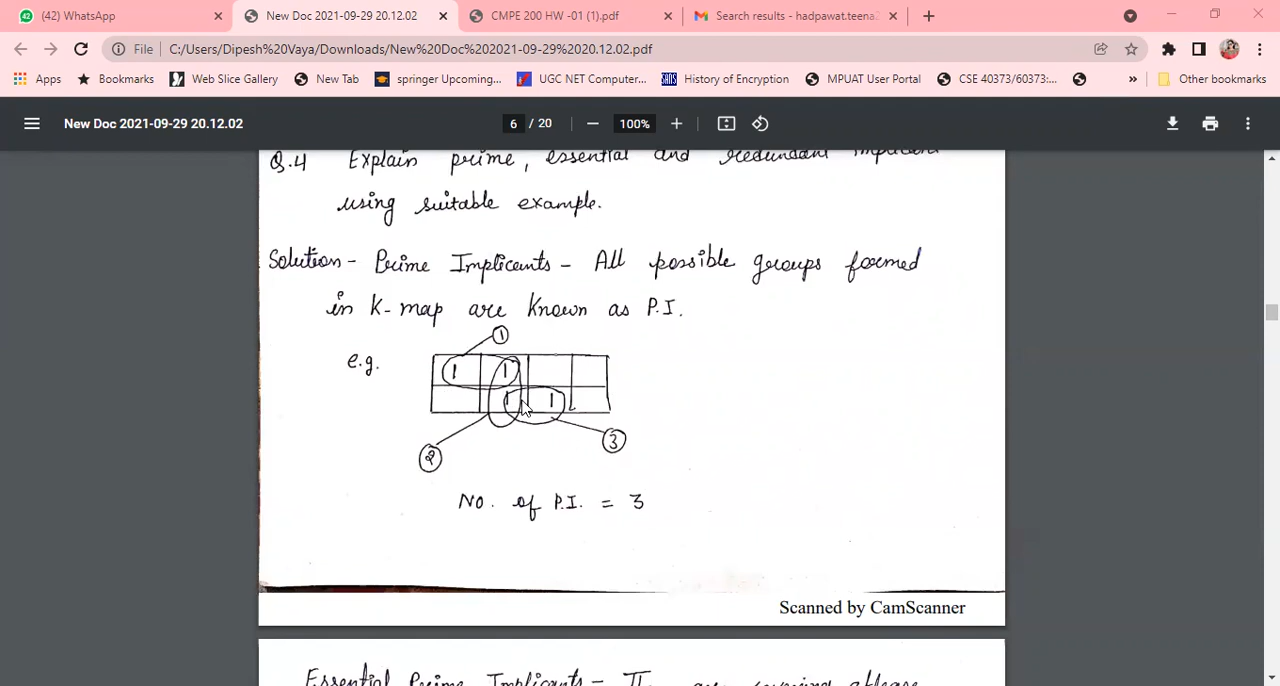 (42) WhatsApp
New Doc 2021-09-29 20.12.02
CMPE 200 HW -01 (1).pdf
Search results - hadpawat.teena2
File
C:/Users/Dipesh%20Vaya/Downloads/New%20Doc%202021-09-29%2020.12.02.pdf
Apps
Bookmarks
Web Slice Gallery
New Tab
springer Upcoming...
UGC NET Computer...
History of Encryption
MPUAT User Portal
CSE 40373/60373:...
»
Other bookmarks
New Doc 2021-09-29 20.12.02
6 / 20
100%
Q.4 Explain prime, essential and redundant implicant
using suitable example.
Solution - Prime Implicants - All possible groups formed
in K-map are known as P.I.
1
e.g.
1 1
1 1
2
3
No. of P.I. = 3
Scanned by CamScanner
Essential Prime Implicants -